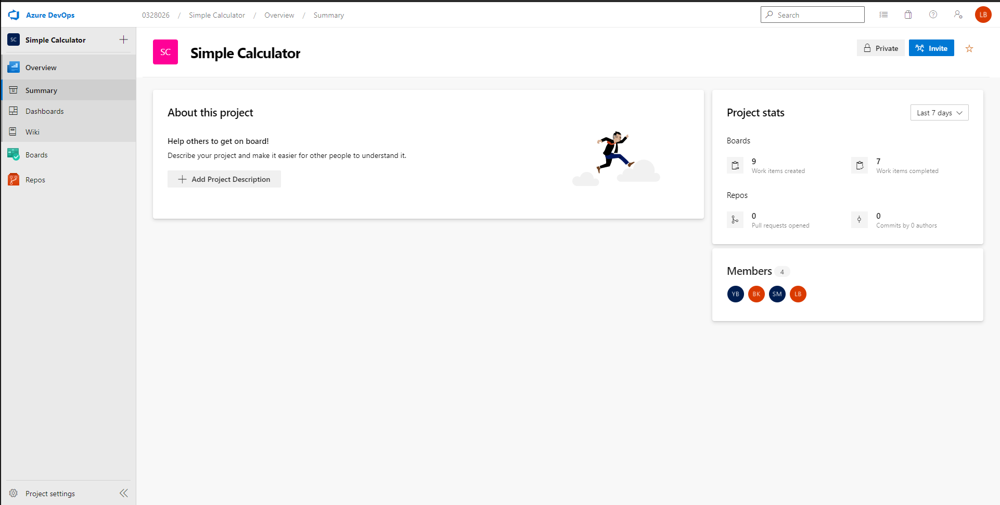 Azure DevOps
0328026 / Simple Calculator / Overview / Summary
Search
LB
SC Simple Calculator
Overview
Summary
Dashboards
Wiki
Boards
Repos
Project settings
SC Simple Calculator
Private
Invite
About this project
Help others to get on board!
Describe your project and make it easier for other people to understand it.
Add Project Description
Project stats
Last 7 days
Boards
9
Work items created
7
Work items completed
Repos
0
Pull requests opened
0
Commits by 0 authors
Members 4
YB BK SM LB